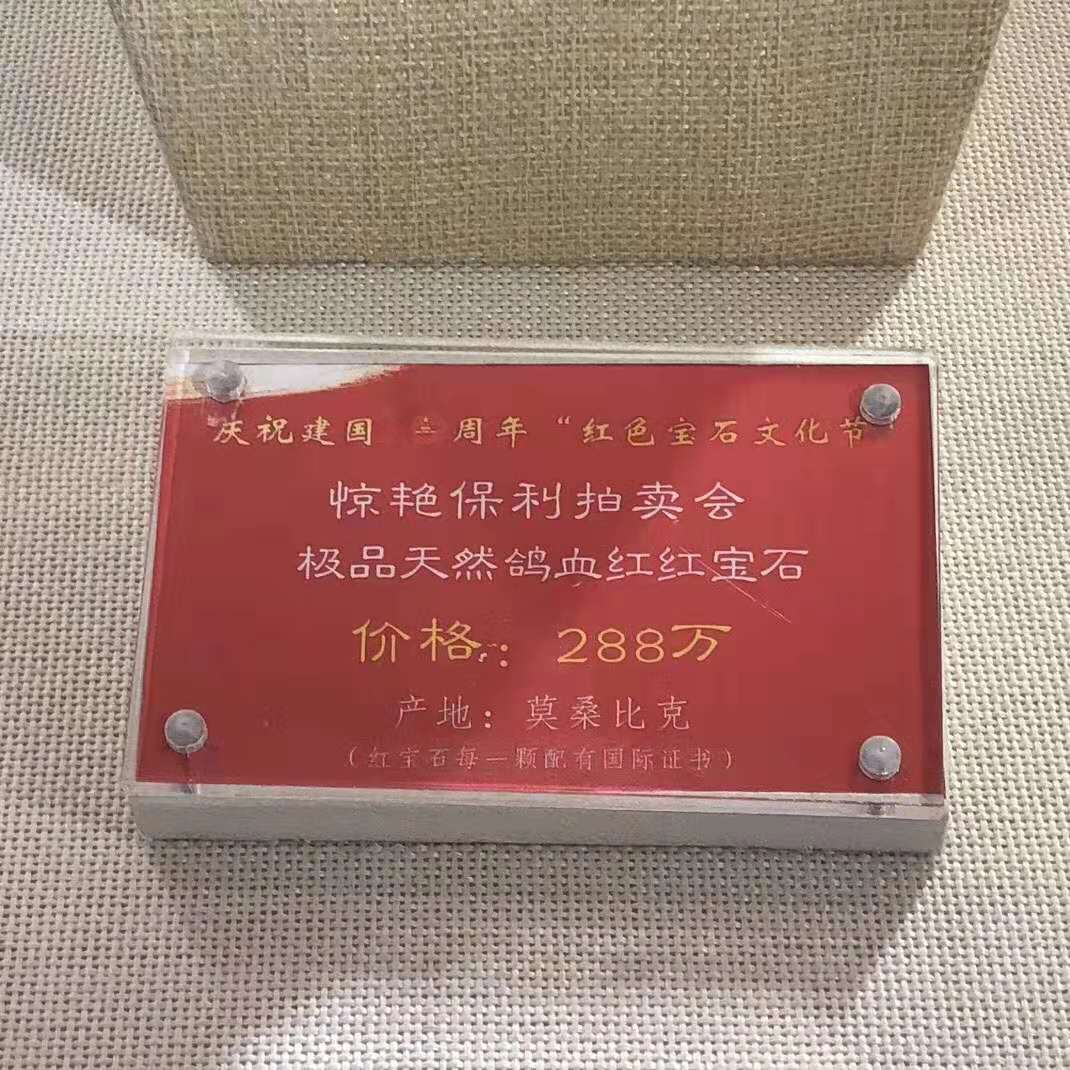 庆祝建国 周年“红色宝石文化节”
惊艳保利拍卖会
极品天然鸽血红红宝石
价格：288万
产地：莫桑比克
（红宝石每一颗配有国际证书）